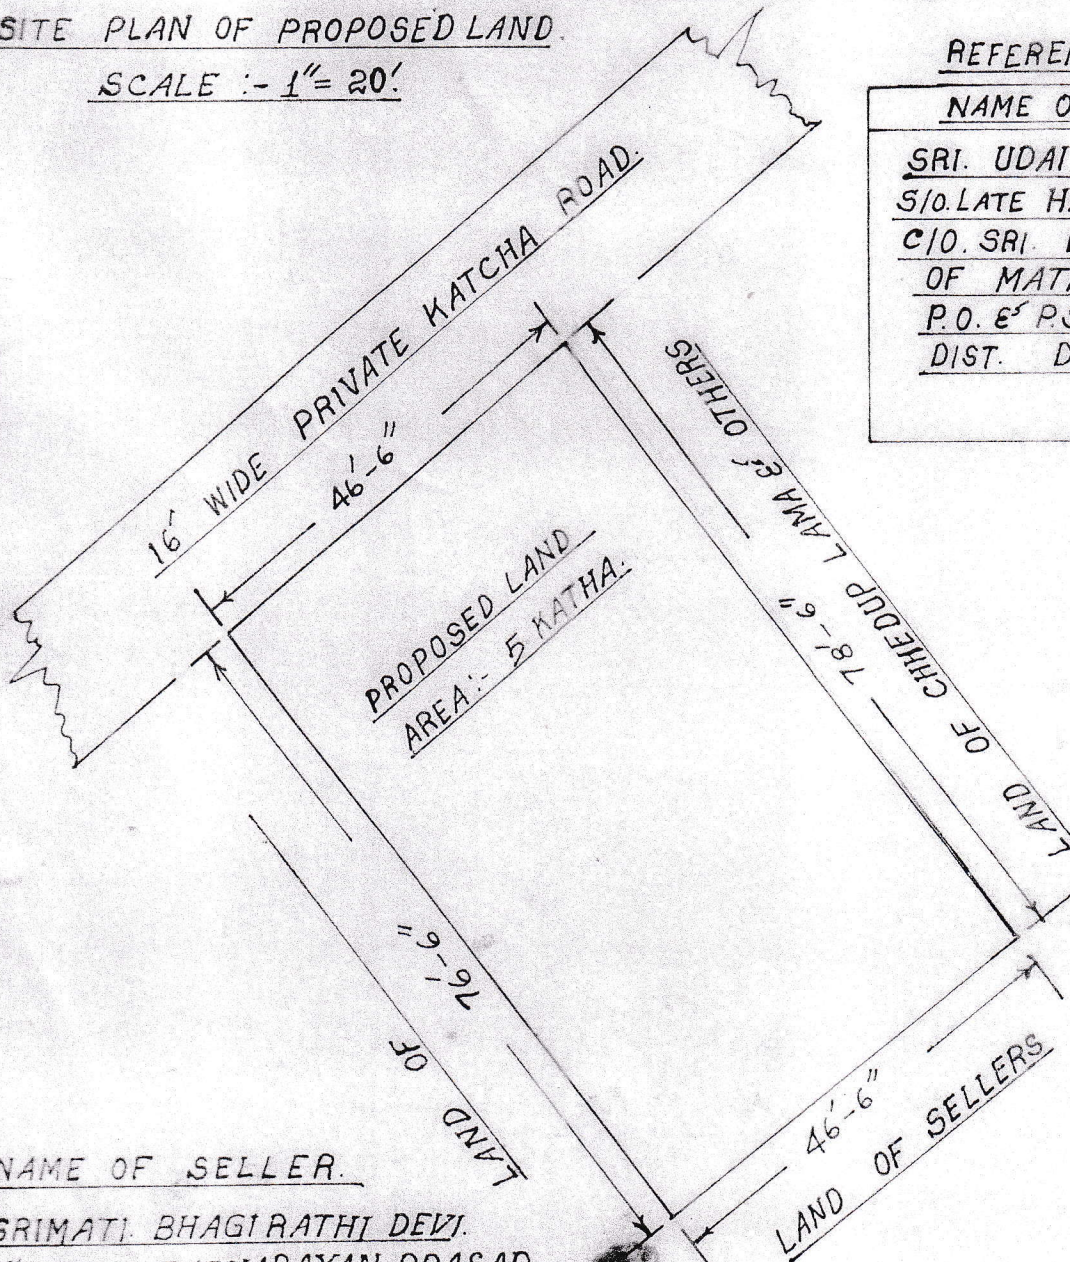 SITE PLAN OF PROPOSED LAND.
SCALE :- 1"= 20'.
NAME O
SRI. UDAI
S/O. LATE
C/O. SRI.
OF
P.O. & P.S
DIST. D
16' WIDE PRIVATE KATCHA ROAD.
46'-6"
PROPOSED LAND
AREA:- 5 KATHA.
LAND OF CHHEDUP LAMA & OTHERS
78'-6"
76'-6"
LAND OF
46'-6"
LAND OF SELLERS
NAME OF SELLER.
SRIMATI. BHAGIRATHI DEVI.
PRASAD